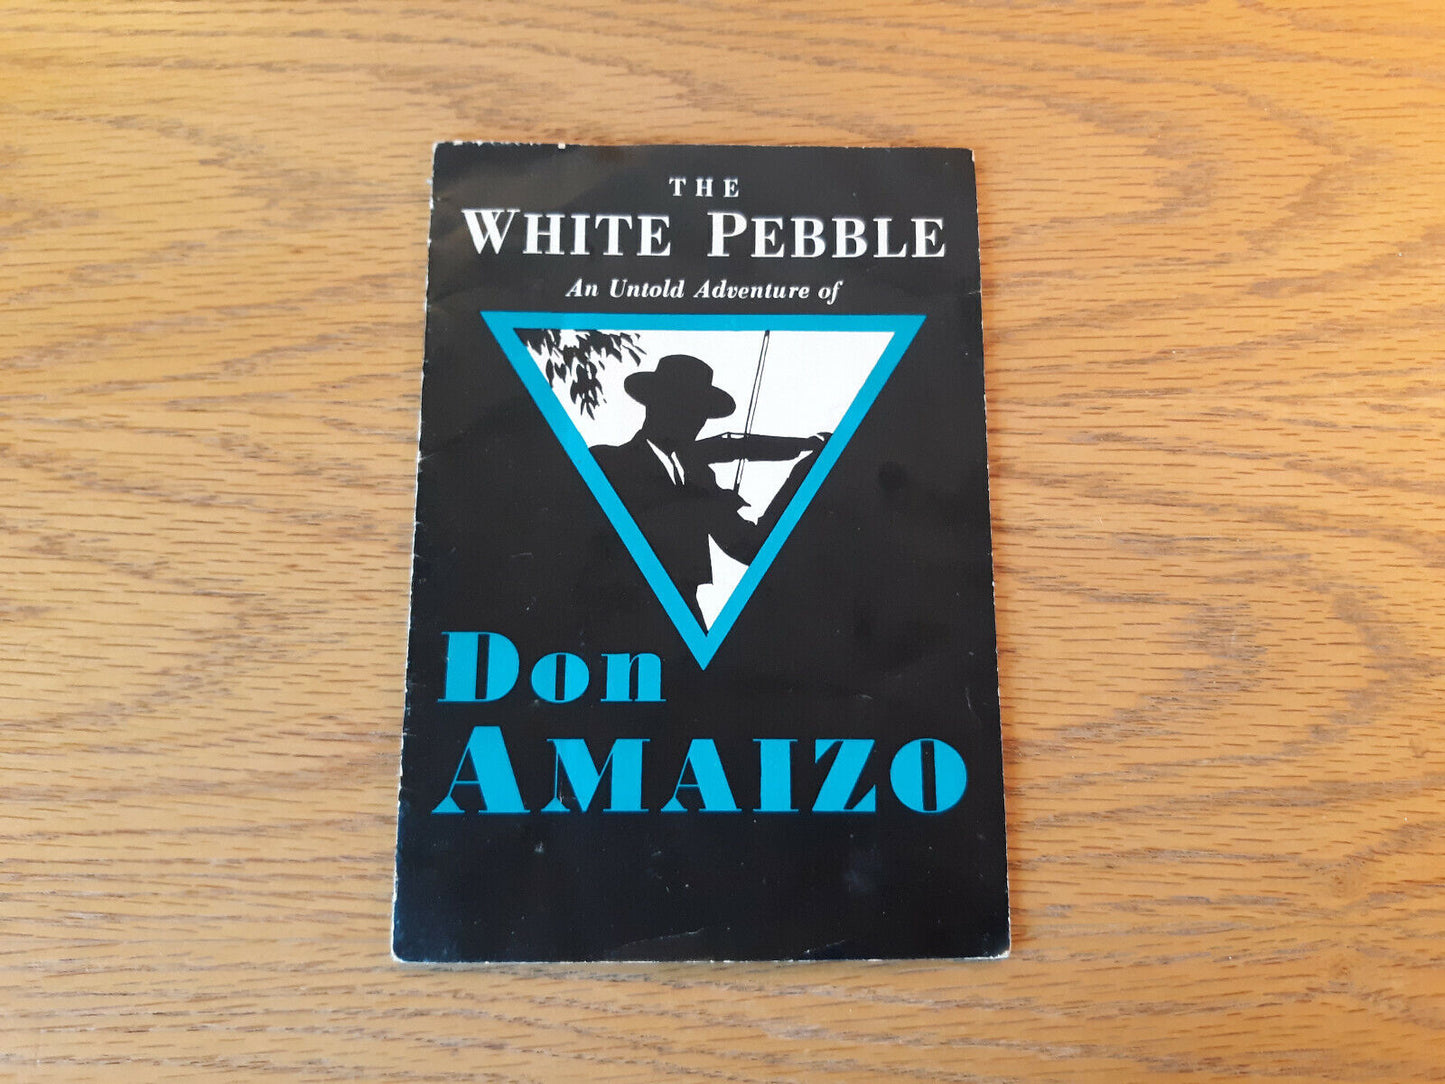 THE
WHITE PEBBLE
An Untold Adventure of
Don
AMAIZO